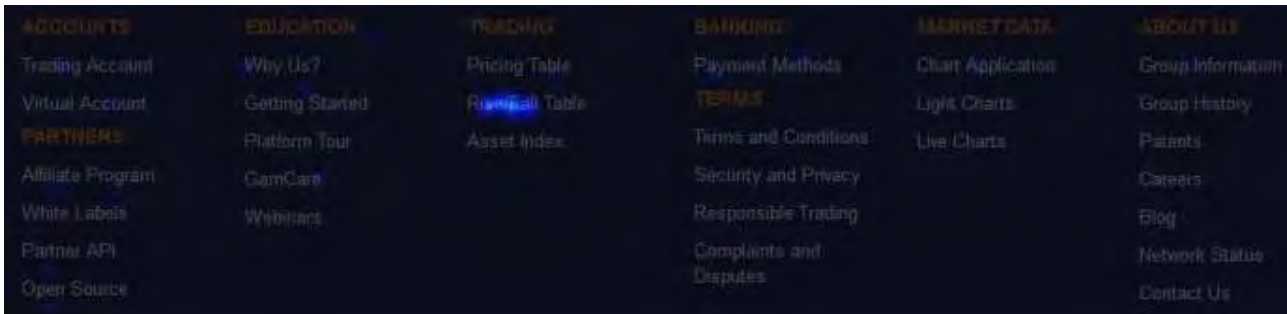 ACCOUNTS
Trading Account
Virtual Account
PARTNERS
Affiliate Program
White Labels
Partner API
Open Source
EDUCATION
Why Us?
Getting Started
Platform Tour
GamCare
Webinars
TRADING
Pricing Table
Rise/Fall Table
Asset Index
BANKING
Payment Methods
TERMS
Terms and Conditions
Security and Privacy
Responsible Trading
Complaints and
Disputes
MARKET DATA
Chart Application
Light Charts
Live Charts
ABOUT US
Group Information
Group History
Patents
Careers
Blog
Network Status
Contact Us